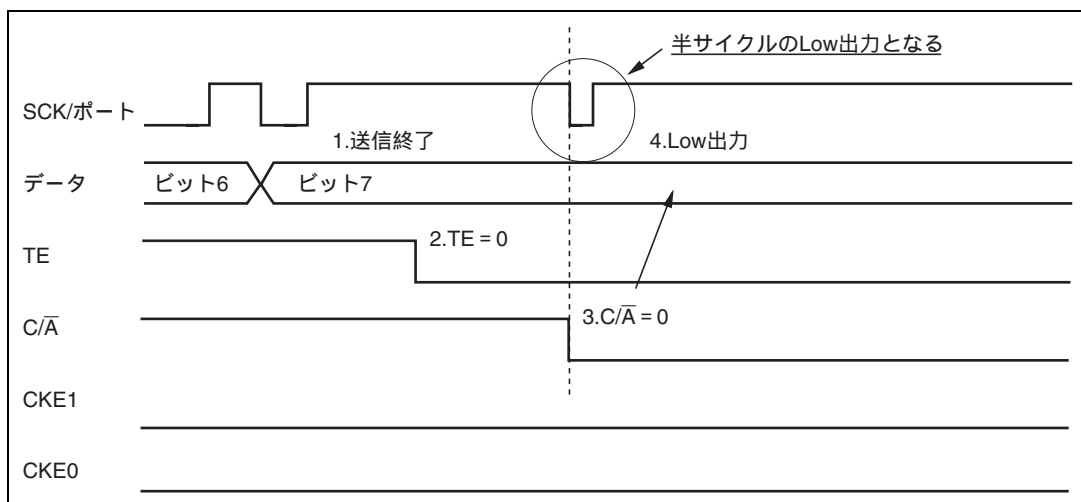 半サイクルのLow出力となる
SCK/ポート
1.送信終了
4.Low出力
データ
ビット6
ビット7
TE
2.TE = 0
C/A̅
3.C/A̅ = 0
CKE1
CKE0